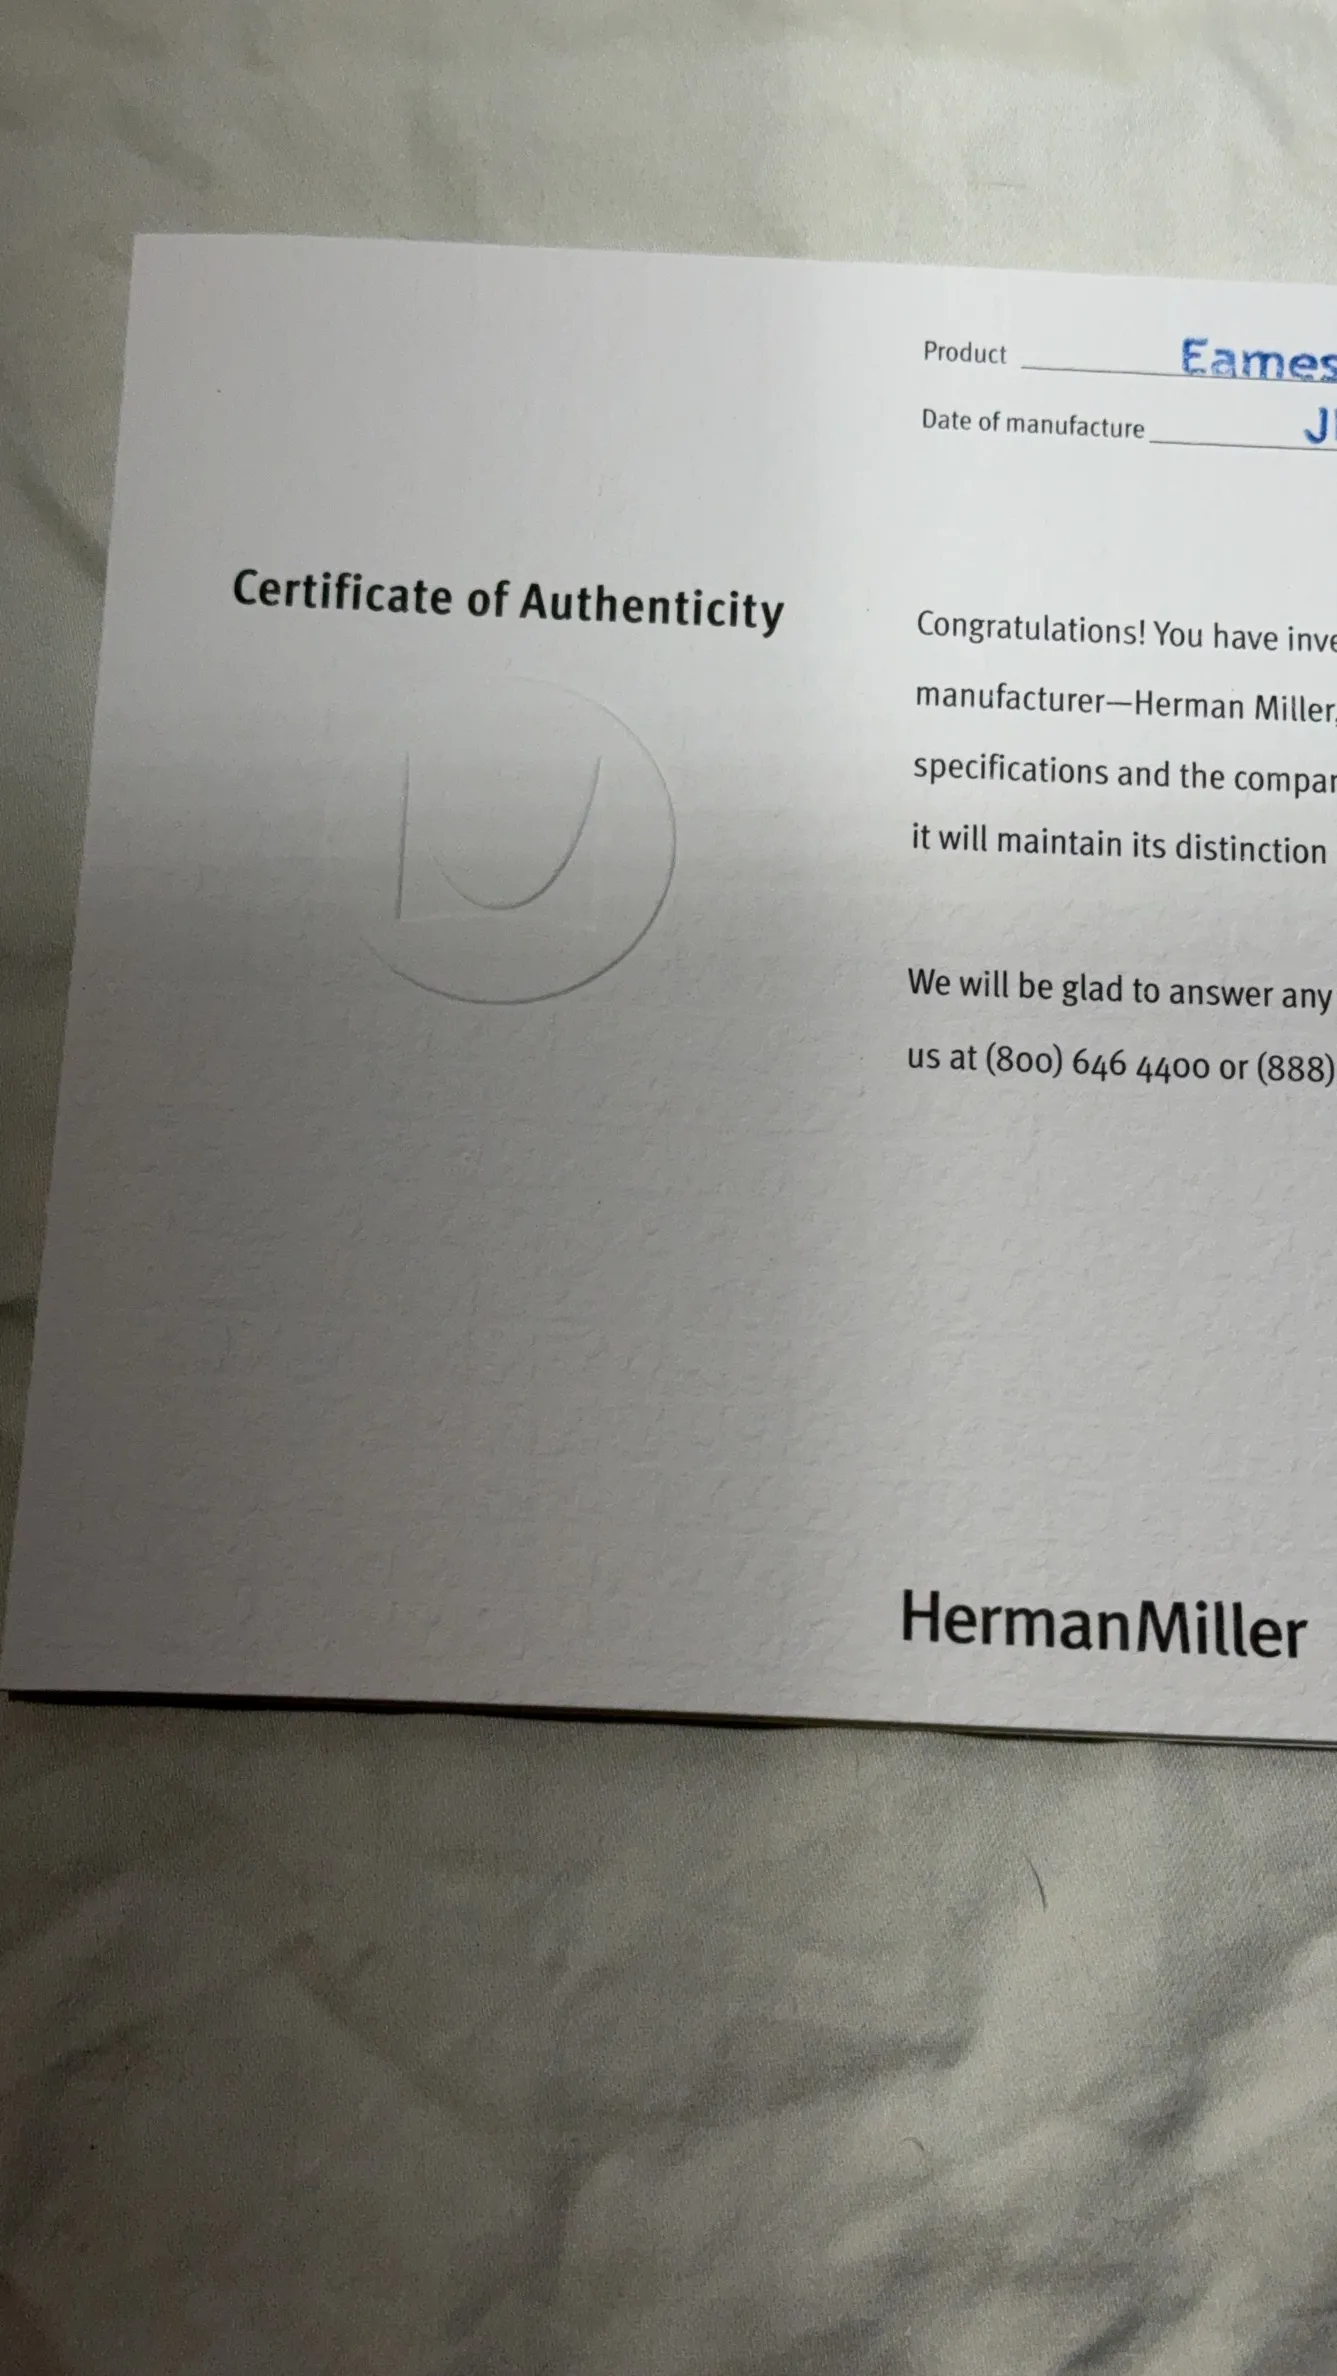 Product Eames
Date of manufacture
Certificate of Authenticity
Congratulations! You have
manufacturer—Herman Miller,
specifications and the
it will maintain its distinction
We will be glad to answer any
us at (800) 646 4400 or (888)
HermanMiller